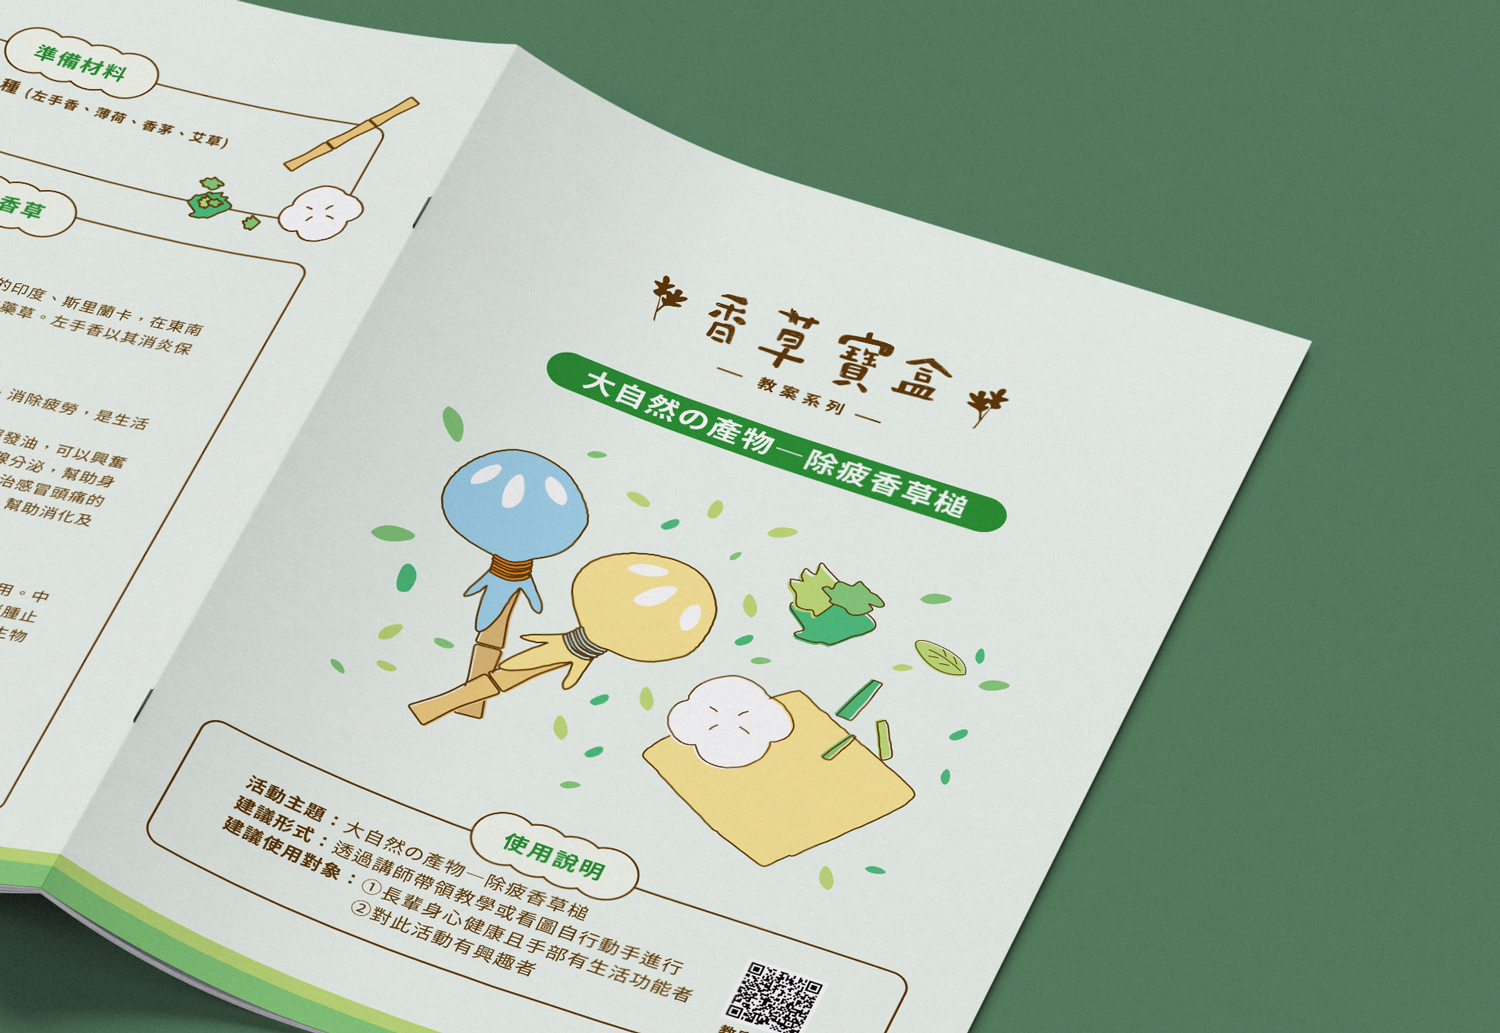 準備材料
種（左手香、薄荷、香茅、艾草）
香草
的印度、斯里蘭卡，在東南
藥草。左手香以其消炎保
消除疲勞，是生活
發油，可以興奮
腺分泌，幫助身
治感冒頭痛的
幫助消化及
用。中
腫止
生物
香草寶盒
教案系列
大自然の產物—除疲香草槌
使用說明
活動主題：大自然の產物—除疲香草槌
建議形式：透過講師帶領教學或看圖自行動手進行
建議使用對象：①長輩身心健康且手部有生活功能者
②對此活動有興趣者